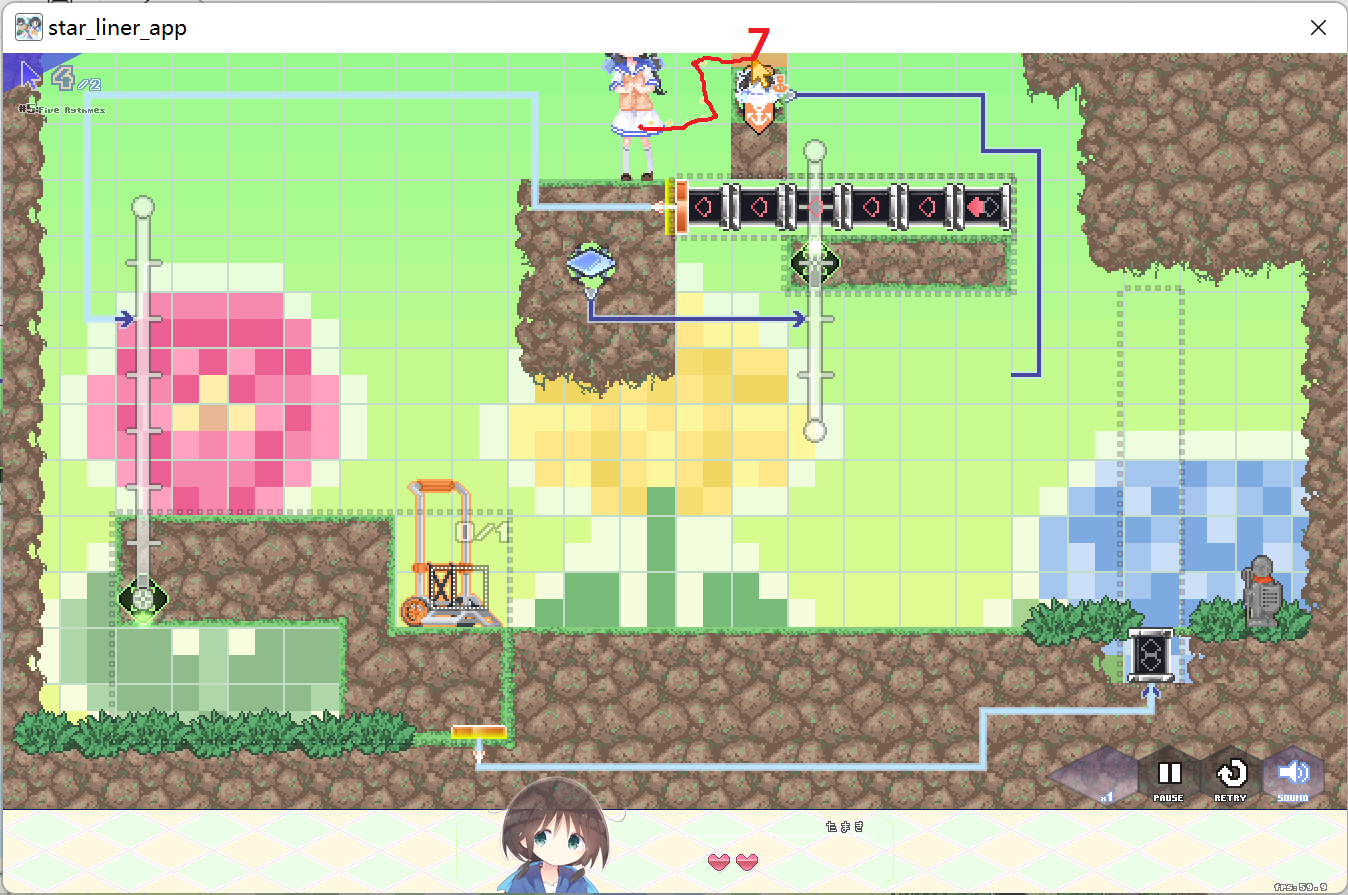 star_liner_app
7
4/2
#5 Five Rythmes
0/1
x1
PAUSE
RETRY
SOUND
たまき
fps:59.9